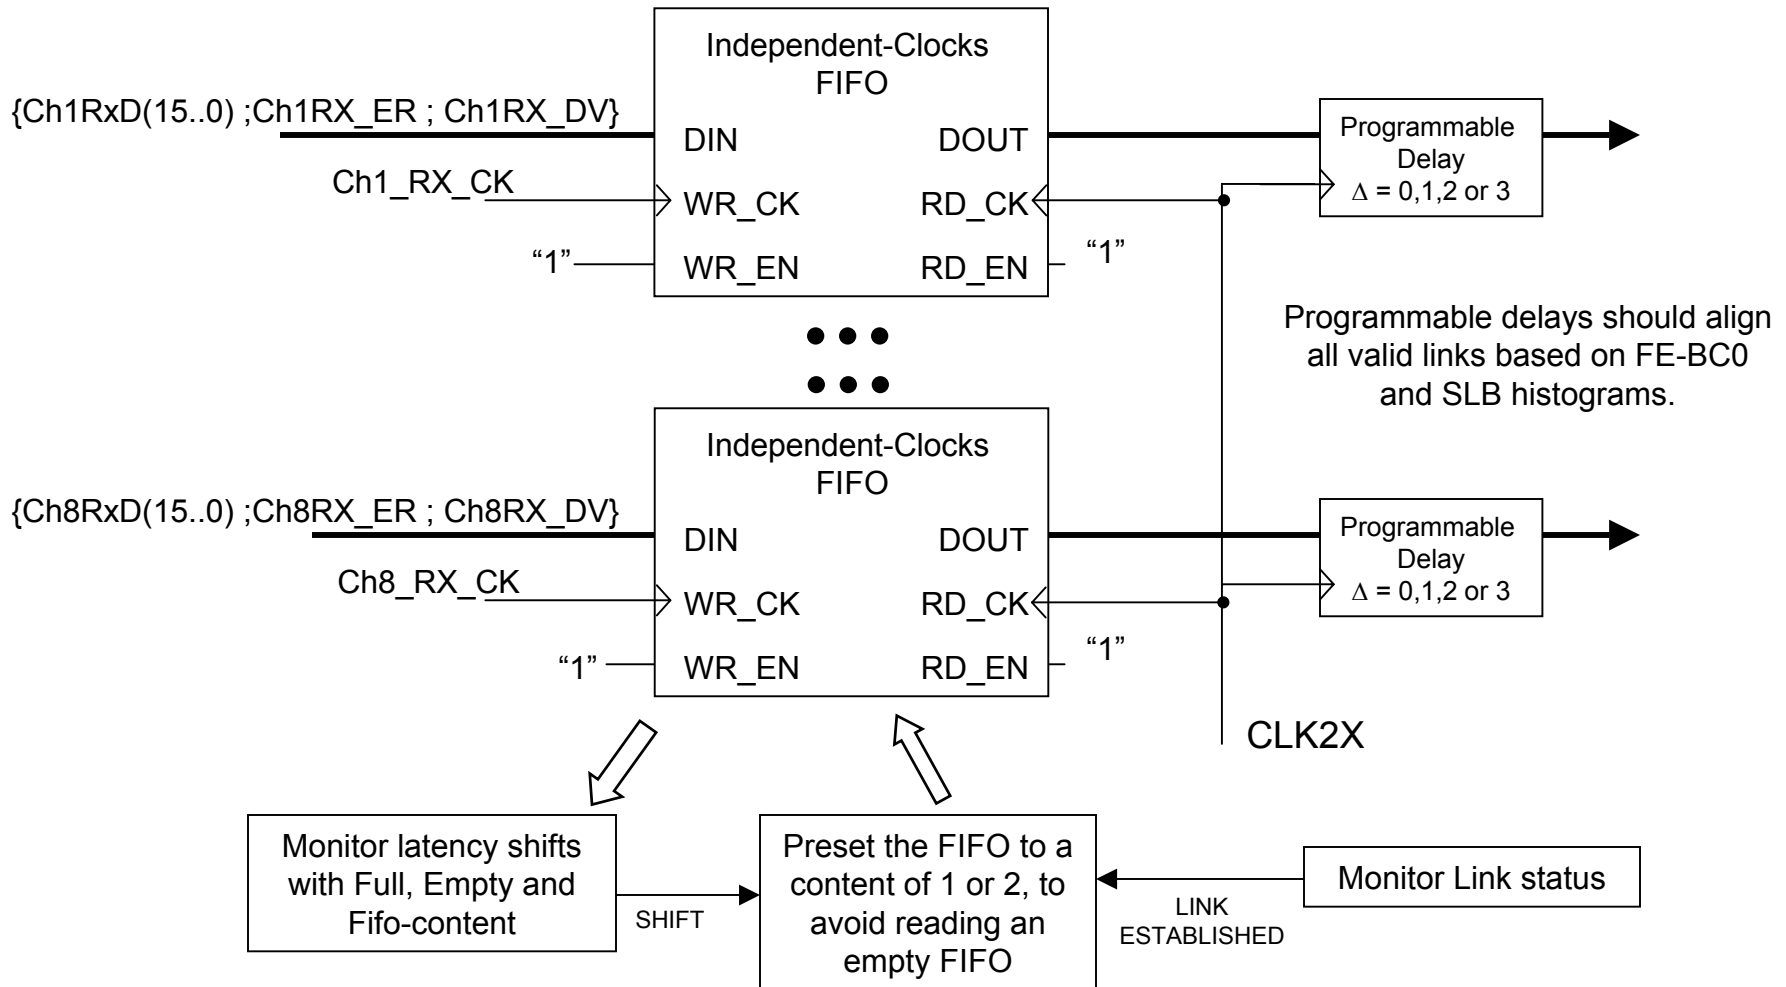 Independent-Clocks
FIFO
{Ch1RxD(15..0) ;Ch1RX_ER ; Ch1RX_DV}
DIN
DOUT
Ch1_RX_CK
WR_CK
RD_CK
“1”
WR_EN
RD_EN
“1”
Programmable
Delay
Δ = 0,1,2 or 3
Programmable delays should align
all valid links based on FE-BC0
and SLB histograms.
Independent-Clocks
FIFO
{Ch8RxD(15..0) ;Ch8RX_ER ; Ch8RX_DV}
DIN
DOUT
Ch8_RX_CK
WR_CK
RD_CK
“1”
WR_EN
RD_EN
“1”
Programmable
Delay
Δ = 0,1,2 or 3
CLK2X
Monitor latency shifts
with Full, Empty and
Fifo-content
SHIFT
Preset the FIFO to a
content of 1 or 2, to
avoid reading an
empty FIFO
LINK
ESTABLISHED
Monitor Link status